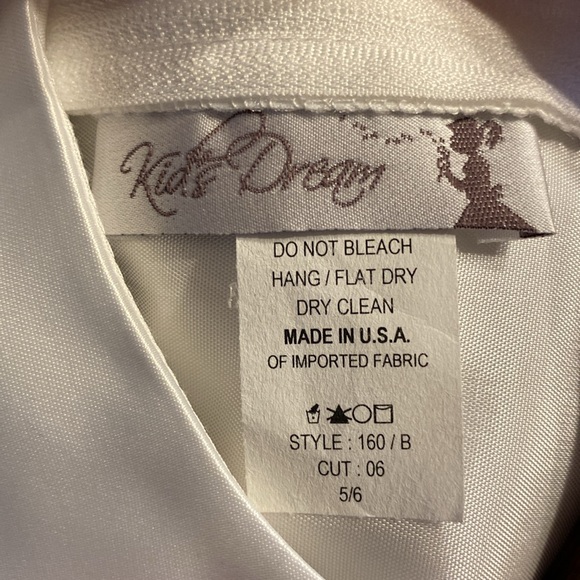 Kid's Dream
DO NOT BLEACH
HANG / FLAT DRY
DRY CLEAN
MADE IN U.S.A.
OF IMPORTED FABRIC
STYLE : 160 / B
CUT : 06
5/6